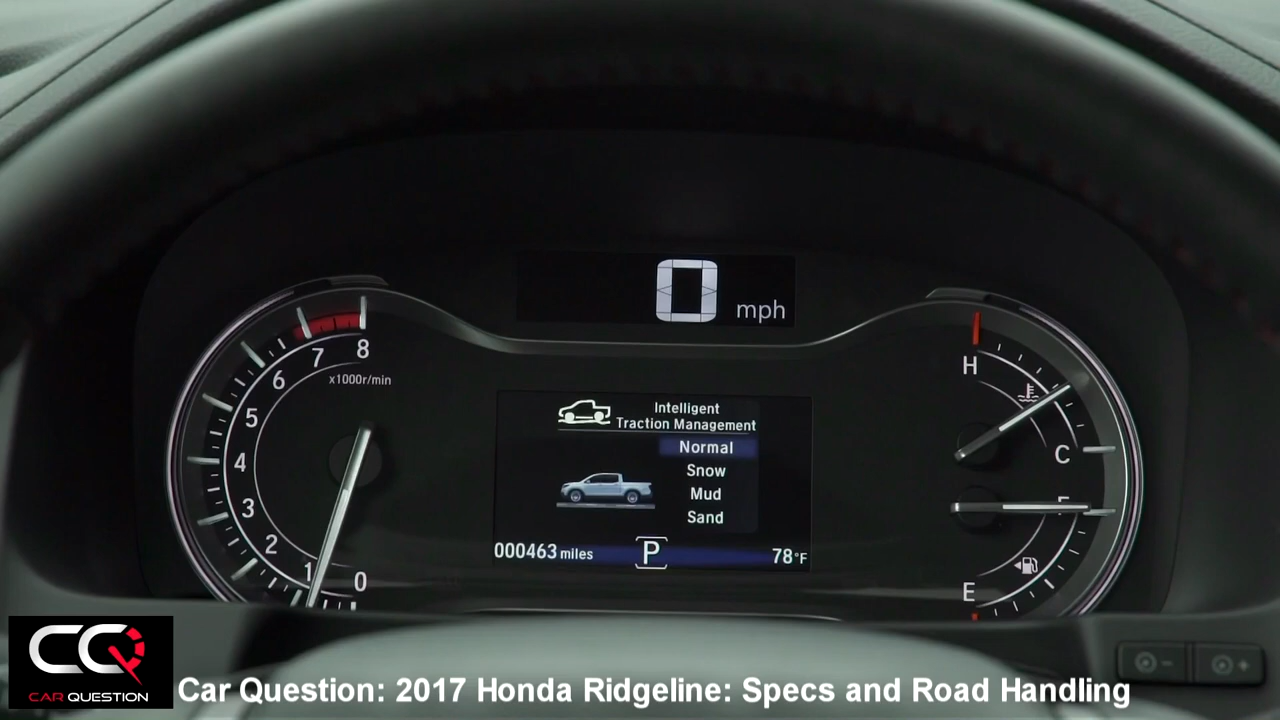 0 mph
8
7
6
5
4
3
2
1
0
x1000r/min
Intelligent
Traction Management
Normal
Snow
Mud
Sand
000463 miles
P
78°F
H
C
F
E
CQ
CAR QUESTION
Car Question: 2017 Honda Ridgeline: Specs and Road Handling